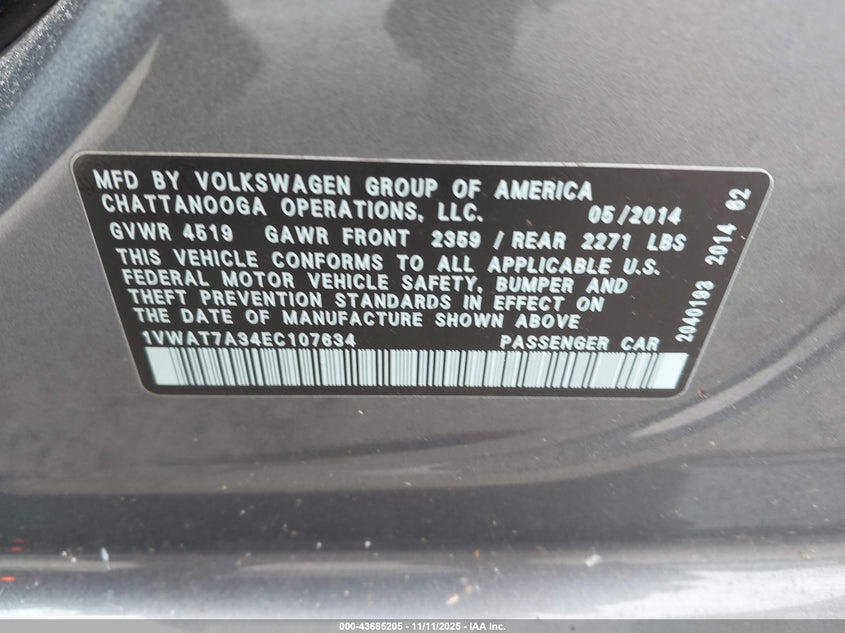 MFD BY VOLKSWAGEN GROUP OF AMERICA
CHATTANOOGA OPERATIONS, LLC. 05/2014
GVWR 4519 GAWR FRONT 2359 / REAR 2271 LBS
THIS VEHICLE CONFORMS TO ALL APPLICABLE U.S.
FEDERAL MOTOR VEHICLE SAFETY, BUMPER AND
THEFT PREVENTION STANDARDS IN EFFECT ON
THE DATE OF MANUFACTURE SHOWN ABOVE
1VWAT7A34EC107634 PASSENGER CAR
2040193 2014 62
000-43685205 - 11/11/2025 - IAA Inc.